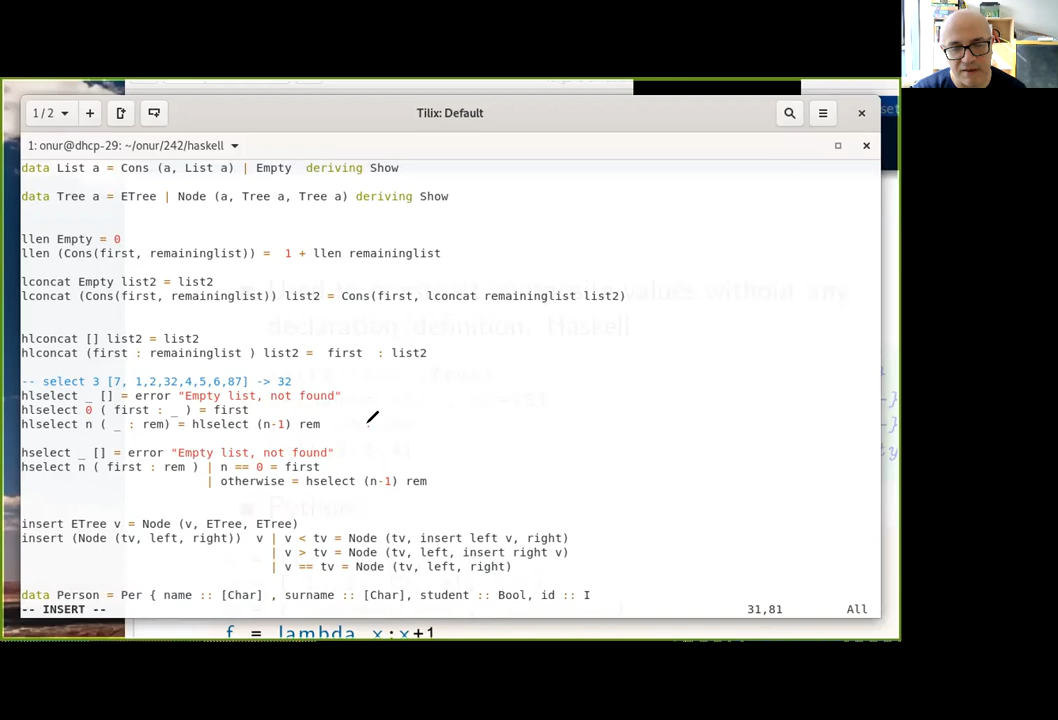 1/2
Tilix: Default
1: onur@dhcp-29: ~/onur/242/haskell
data List a = Cons (a, List a) | Empty  deriving Show
data Tree a = ETree | Node (a, Tree a, Tree a) deriving Show
llen Empty = 0
llen (Cons(first, remaininglist)) =  1 + llen remaininglist
lconcat Empty list2 = list2
lconcat (Cons(first, remaininglist)) list2 = Cons(first, lconcat remaininglist list2)
values without any
declaration/definition. Haskell
hlconcat [] list2 = list2
hlconcat (first : remaininglist ) list2 =  first  : list2
-- select 3 [7, 1,2,32,4,5,6,87] -> 32
hlselect _ [] = error "Empty list, not found"
hlselect 0 ( first : _ ) = first
hlselect n ( _ : rem) = hlselect (n-1) rem
hselect _ [] = error "Empty list, not found"
hselect n ( first : rem ) | n == 0 = first
| otherwise = hselect (n-1) rem
Python
insert ETree v = Node (v, ETree, ETree)
insert (Node (tv, left, right))  v | v < tv = Node (tv, insert left v, right)
| v > tv = Node (tv, left, insert right v)
| v == tv = Node (tv, left, right)
data Person = Per { name :: [Char] , surname :: [Char], student :: Bool, id :: I
-- INSERT --
31,81
All
f = lambda x:x+1